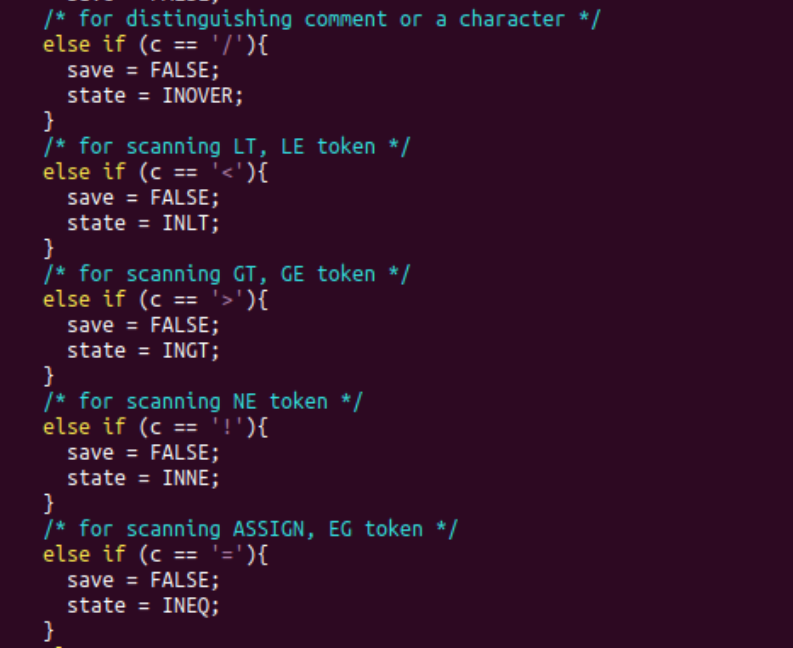 /* for distinguishing comment or a character */
else if (c == '/'){
save = FALSE;
state = INOVER;
}
/* for scanning LT, LE token */
else if (c == '<'){
save = FALSE;
state = INLT;
}
/* for scanning GT, GE token */
else if (c == '>'){
save = FALSE;
state = INGT;
}
/* for scanning NE token */
else if (c == '!'){
save = FALSE;
state = INNE;
}
/* for scanning ASSIGN, EG token */
else if (c == '='){
save = FALSE;
state = INEQ;
}